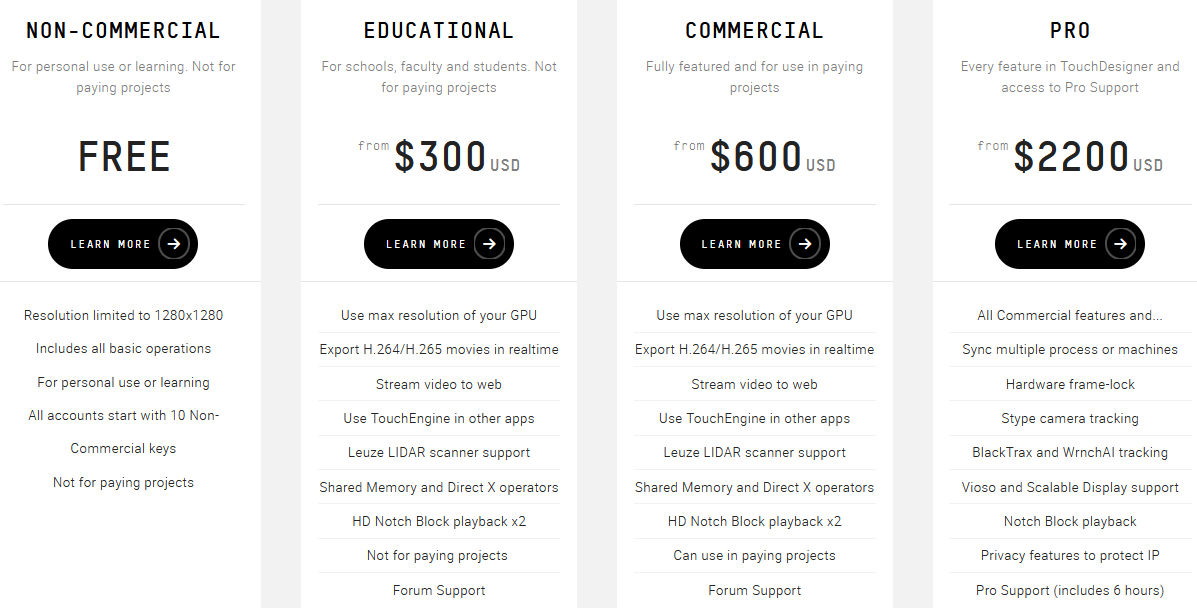 NON-COMMERCIAL
For personal use or learning. Not for
paying projects
FREE
LEARN MORE
Resolution limited to 1280x1280
Includes all basic operations
For personal use or learning
All accounts start with 10 Non-
Commercial keys
Not for paying projects
EDUCATIONAL
For schools, faculty and students. Not
for paying projects
from $300 USD
LEARN MORE
Use max resolution of your GPU
Export H.264/H.265 movies in realtime
Stream video to web
Use TouchEngine in other apps
Leuze LIDAR scanner support
Shared Memory and Direct X operators
HD Notch Block playback x2
Not for paying projects
Forum Support
COMMERCIAL
Fully featured and for use in paying
projects
from $600 USD
LEARN MORE
Use max resolution of your GPU
Export H.264/H.265 movies in realtime
Stream video to web
Use TouchEngine in other apps
Leuze LIDAR scanner support
Shared Memory and Direct X operators
HD Notch Block playback x2
Can use in paying projects
Forum Support
PRO
Every feature in TouchDesigner and
access to Pro Support
from $2200 USD
LEARN MORE
All Commercial features and...
Sync multiple process or machines
Hardware frame-lock
Stype camera tracking
BlackTrax and WrnchAI tracking
Vioso and Scalable Display support
Notch Block playback
Privacy features to protect IP
Pro Support (includes 6 hours)